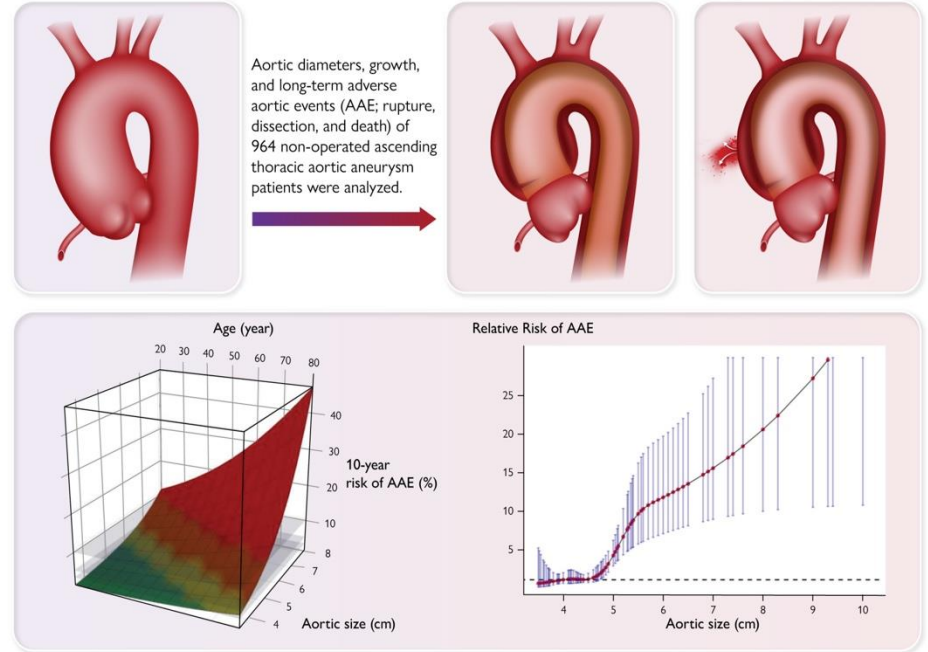 Aortic diameters, growth,
and long-term adverse
aortic events (AAE; rupture,
dissection, and death) of
964 non-operated ascending
thoracic aortic aneurysm
patients were analyzed.
Age (year)
20 30 40 50 60 70 80
40
30
20
10
10-year
risk of AAE (%)
8
7
6
5
4
Aortic size (cm)
Relative Risk of AAE
25
20
15
10
5
4 5 6 7 8 9 10
Aortic size (cm)